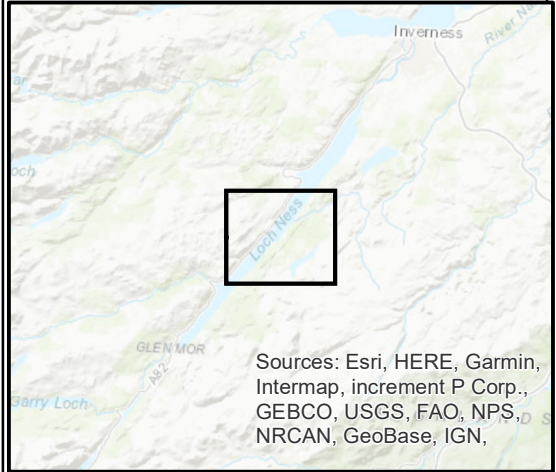 Inverness
River Ne
ar
och
Loch Ness
GLEN MOR
A82
Garry Loch
Sources: Esri, HERE, Garmin,
Intermap, increment P Corp.,
GEBCO, USGS, FAO, NPS,
NRCAN, GeoBase, IGN,
N D S